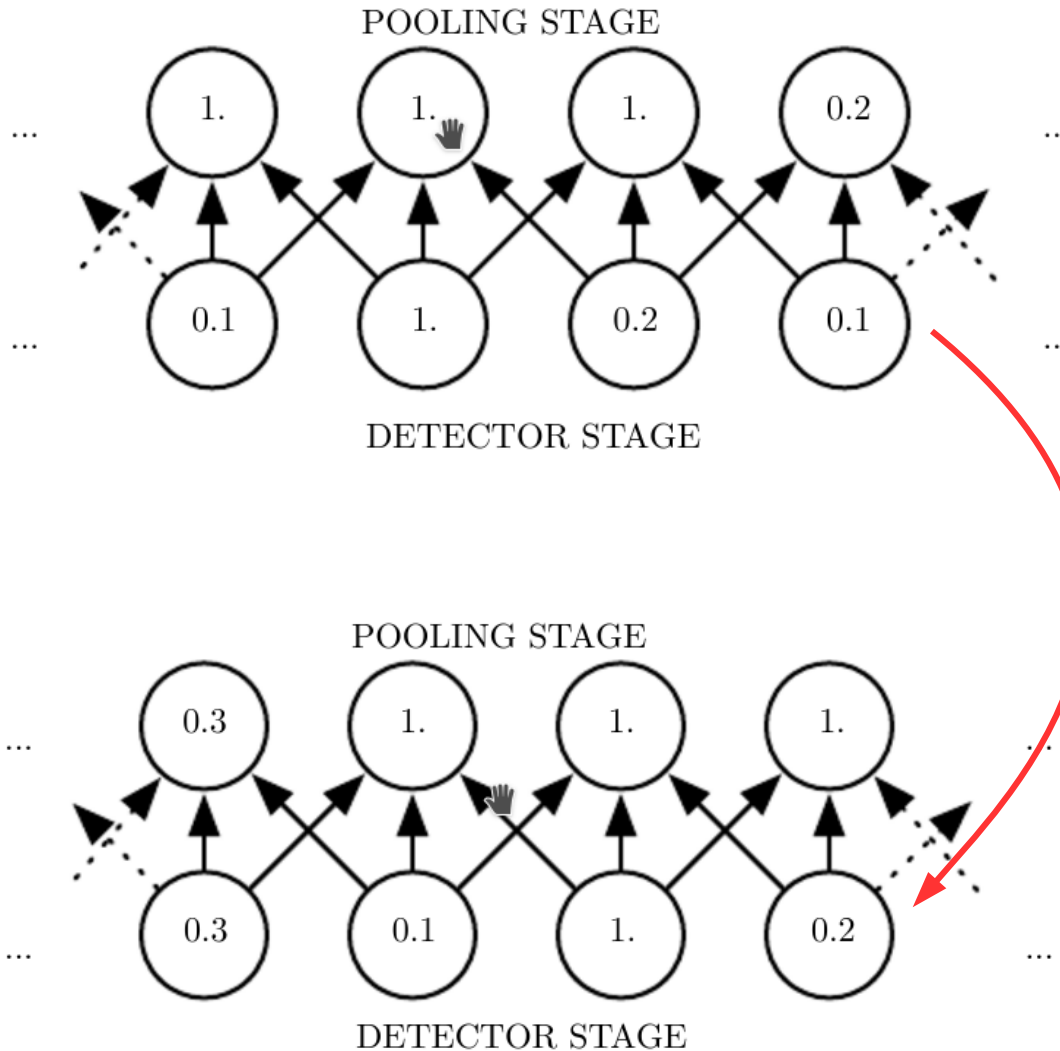 POOLING STAGE
... 1. 1. 1. 0.2 ..
... 0.1 1. 0.2 0.1 ..
DETECTOR STAGE
POOLING STAGE
... 0.3 1. 1. 1. ...
... 0.3 0.1 1. 0.2 ...
DETECTOR STAGE